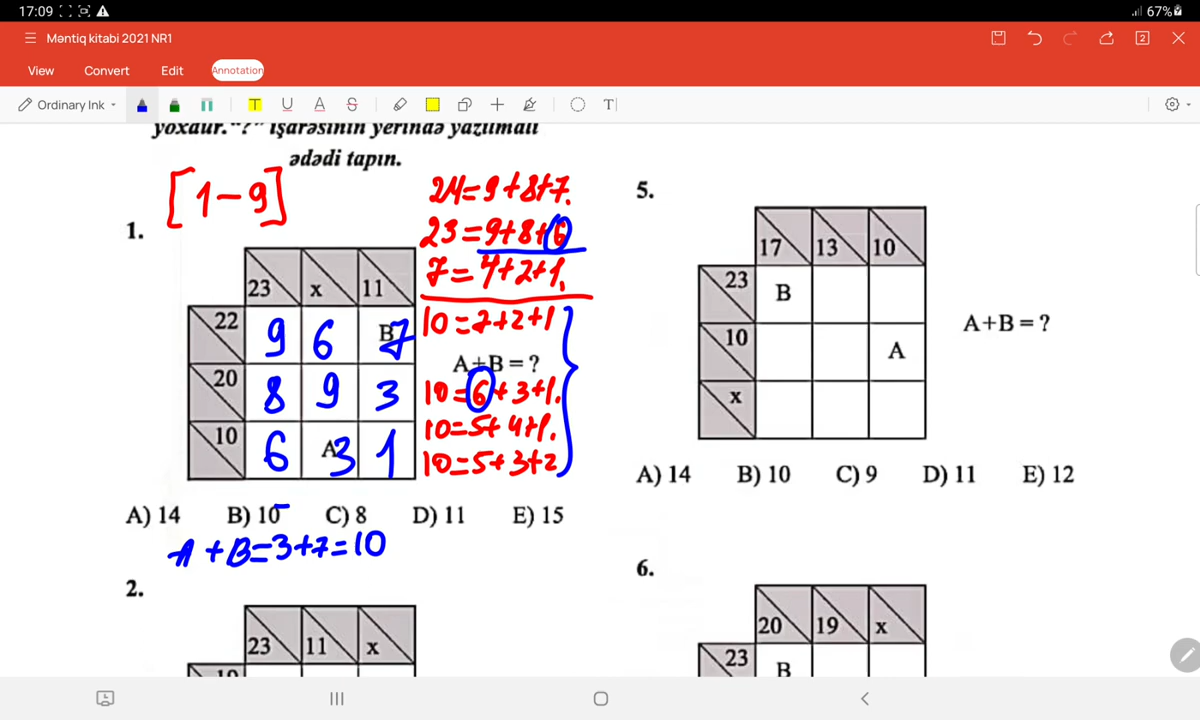 17:09 67%
Məntiq kitabi 2021 NR1 2
View Convert Edit Annotation
Ordinary Ink T U A S T
yoxdur. "?" işarəsinin yerində yazılmalı
ədədi tapın.
[1-9]
24=9+8+7.
23=9+8+6
7=4+2+1.
10=7+2+1
10=6+3+1.
10=5+4+1.
10=5+3+2
1.
23 x 11
22 9 6 B 7
20 8 9 3
10 6 A 3 1
A+B=?
A) 14 B) 10 C) 8 D) 11 E) 15
A+B=3+7=10
2.
23 11 x
19
5.
17 13 10
23 B
10 A
x
A+B=?
A) 14 B) 10 C) 9 D) 11 E) 12
6.
20 19 x
23 B